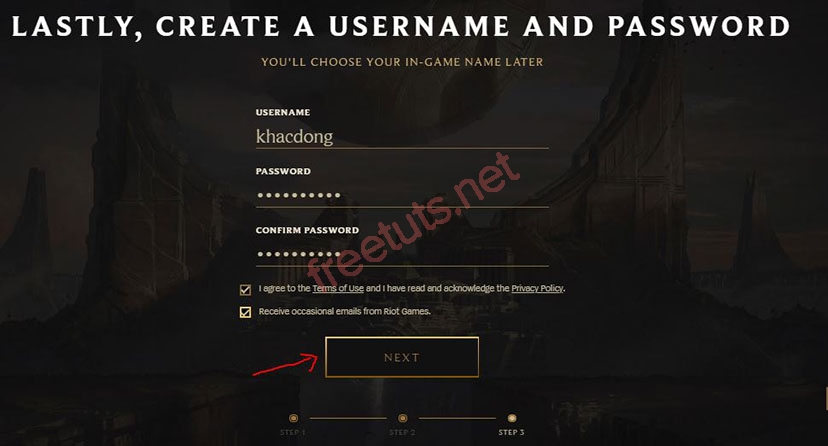 LASTLY, CREATE A USERNAME AND PASSWORD
YOU'LL CHOOSE YOUR IN-GAME NAME LATER
USERNAME
khacdong
PASSWORD
••••••••••
CONFIRM PASSWORD
••••••••••
freetuts.net
I agree to the Terms of Use and I have read and acknowledge the Privacy Policy.
Receive occasional emails from Riot Games.
NEXT
STEP 1 STEP 2 STEP 3